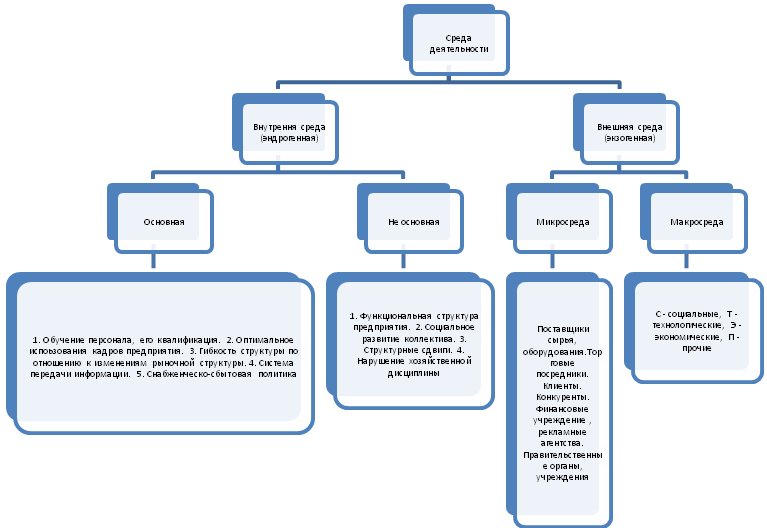 Среда
деятельности
Внутрення среда
(эндрогенная)
Внешняя среда
(экзогенная)
Основная
Не основная
Микросреда
Макросреда
1. Обучение персонала, его квалификация. 2. Оптимальное
испоьзования кадров предприятия. 3. Гибкость структуры по
отношению к изменениям рыночной структуры. 4. Система
передачи информации. 5. Снабженческо-сбытовая политика
1. Функциональная структура
предприятия. 2. Социальное
развитие коллектива. 3.
Структурные сдвиги. 4.
Нарушение хозяйственной
дисциплины
Поставщики
сырья,
оборудования.Тор
говые
посредники.
Клиенты.
Конкуренты.
Финансовые
учреждение ,
рекламные
агентства.
Правительственны
е органы,
учреждения
С - социальные, Т -
технологические, Э -
экономические, П -
прочие